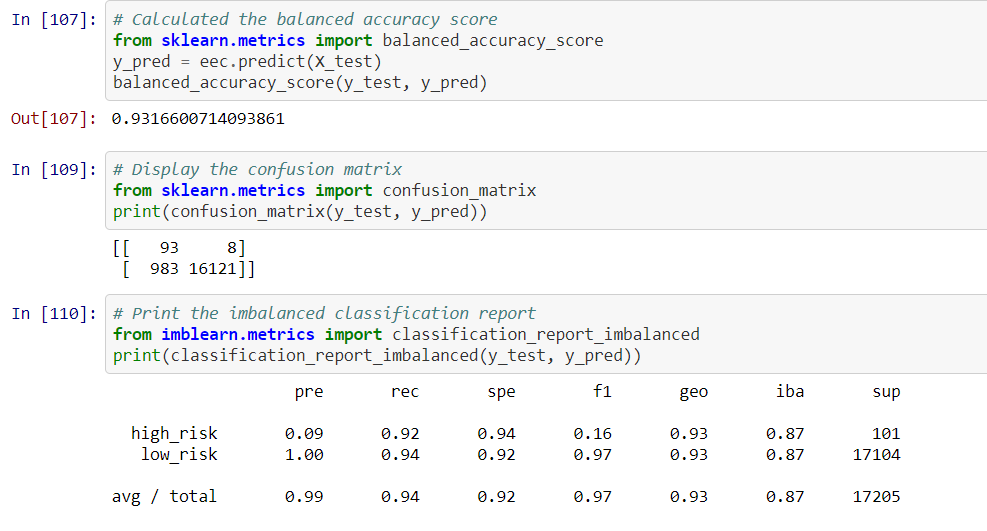 In [107]: # Calculated the balanced accuracy score
from sklearn.metrics import balanced_accuracy_score
y_pred = eec.predict(X_test)
balanced_accuracy_score(y_test, y_pred)
Out[107]: 0.9316600714093861
In [109]: # Display the confusion matrix
from sklearn.metrics import confusion_matrix
print(confusion_matrix(y_test, y_pred))
[[   93     8]
 [  983 16121]]
In [110]: # Print the imbalanced classification report
from imblearn.metrics import classification_report_imbalanced
print(classification_report_imbalanced(y_test, y_pred))
pre rec spe f1 geo iba sup
high_risk 0.09 0.92 0.94 0.16 0.93 0.87 101
low_risk 1.00 0.94 0.92 0.97 0.93 0.87 17104
avg / total 0.99 0.94 0.92 0.97 0.93 0.87 17205